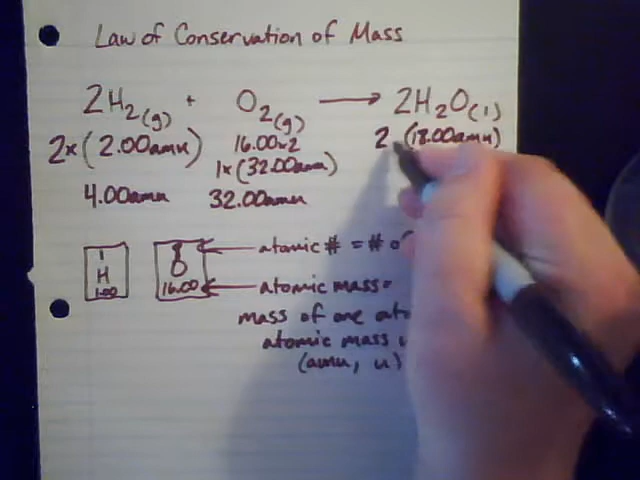 Law of Conservation of Mass
2H2(g) + O2(g) → 2H2O(l)
2x(2.00amu) 16.00x2 2 (18.00amu)
1x(32.00amu)
4.00amu 32.00amu
1 8 ← atomic # = # of
H O
1.00 16.00 ← atomic mass=
mass of one
atomic mass
(amu, u)